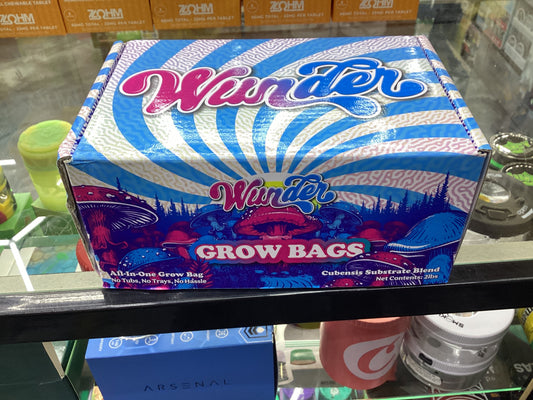 ZOHM
ZOHM
ZOHM
Wunder
Wunder
GROW BAGS
All-In-One Grow Bag
No Tubs, No Trays, No Hassle
Cubensis Substrate Blend
Net Contents: 2lbs
ARSENAL